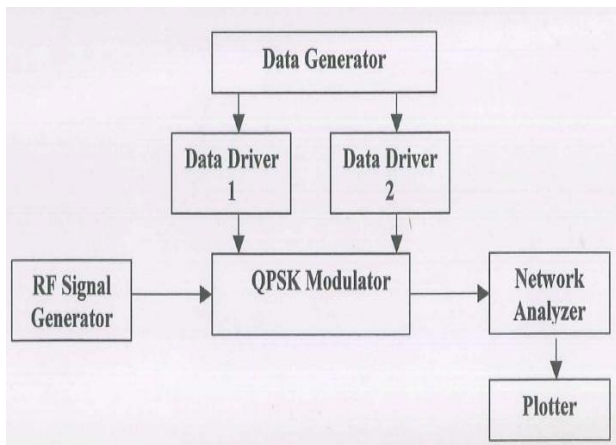 Data Generator
Data Driver
1
Data Driver
2
RF Signal
Generator
QPSK Modulator
Network
Analyzer
Plotter